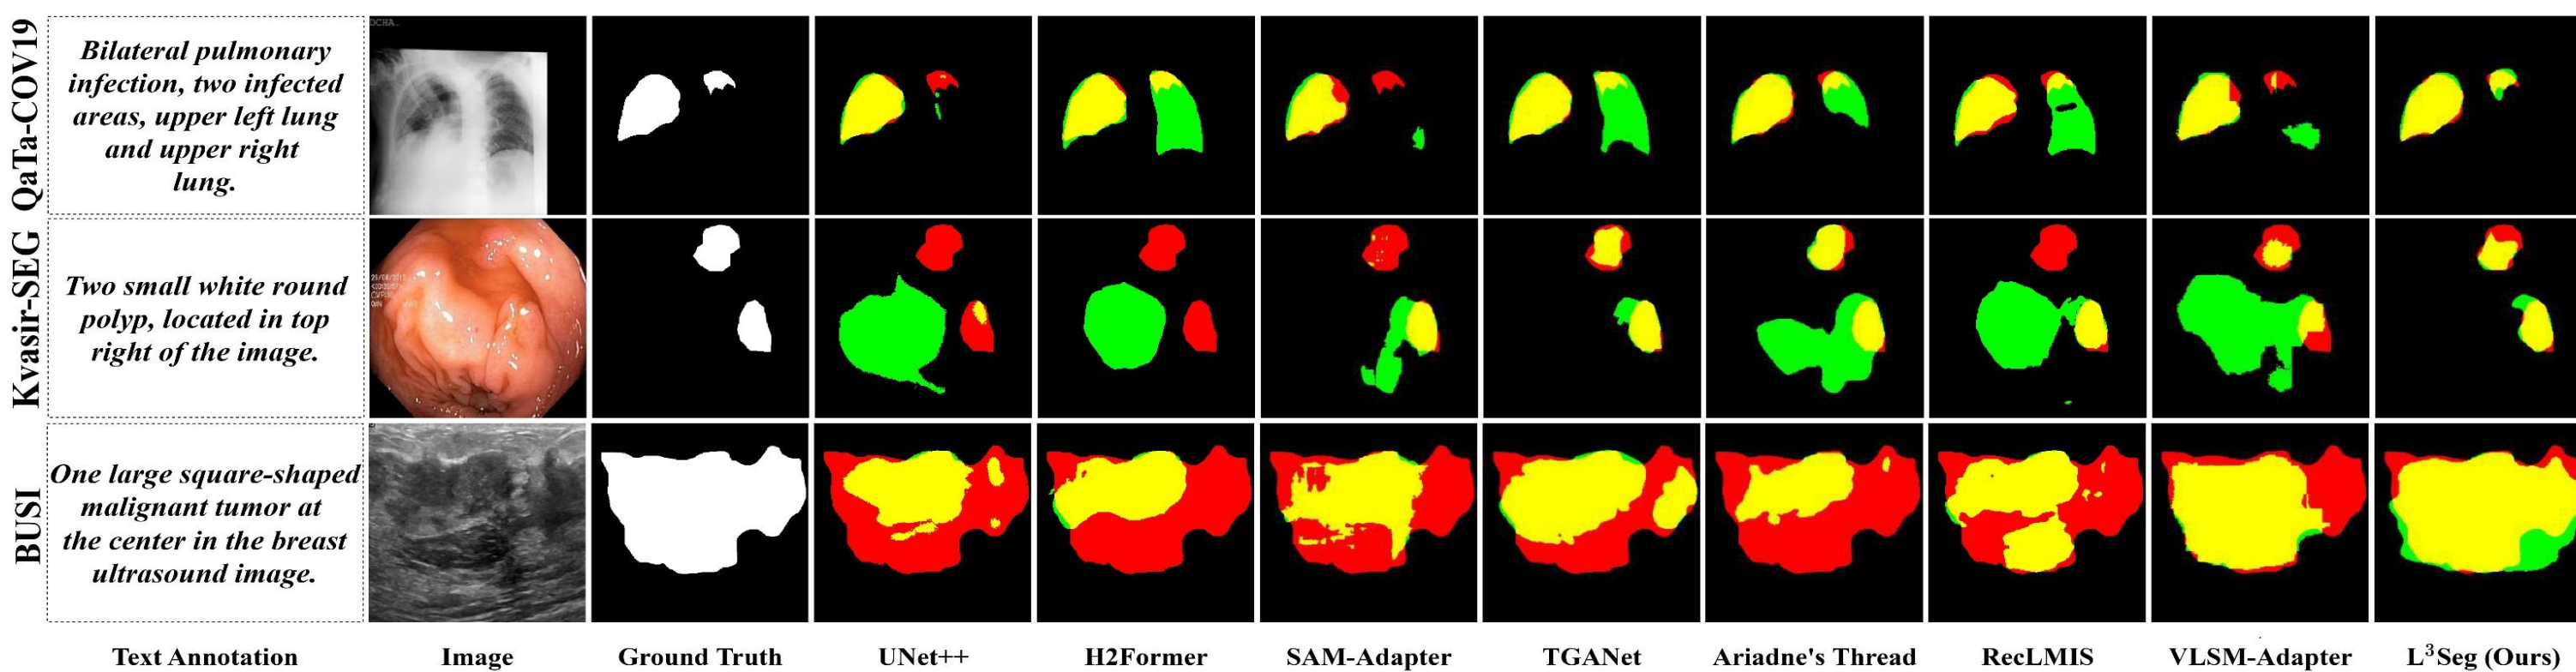 QaTa-COV19
Bilateral pulmonary
infection, two infected
areas, upper left lung
and upper right
lung.
OCHA.
Kvasir-SEG
Two small white round
polyp, located in top
right of the image.
BUSI
One large square-shaped
malignant tumor at
the center in the breast
ultrasound image.
Text Annotation
Image
Ground Truth
UNet++
H2Former
SAM-Adapter
TGANet
Ariadne's Thread
RecLMIS
VLSM-Adapter
L³Seg (Ours)